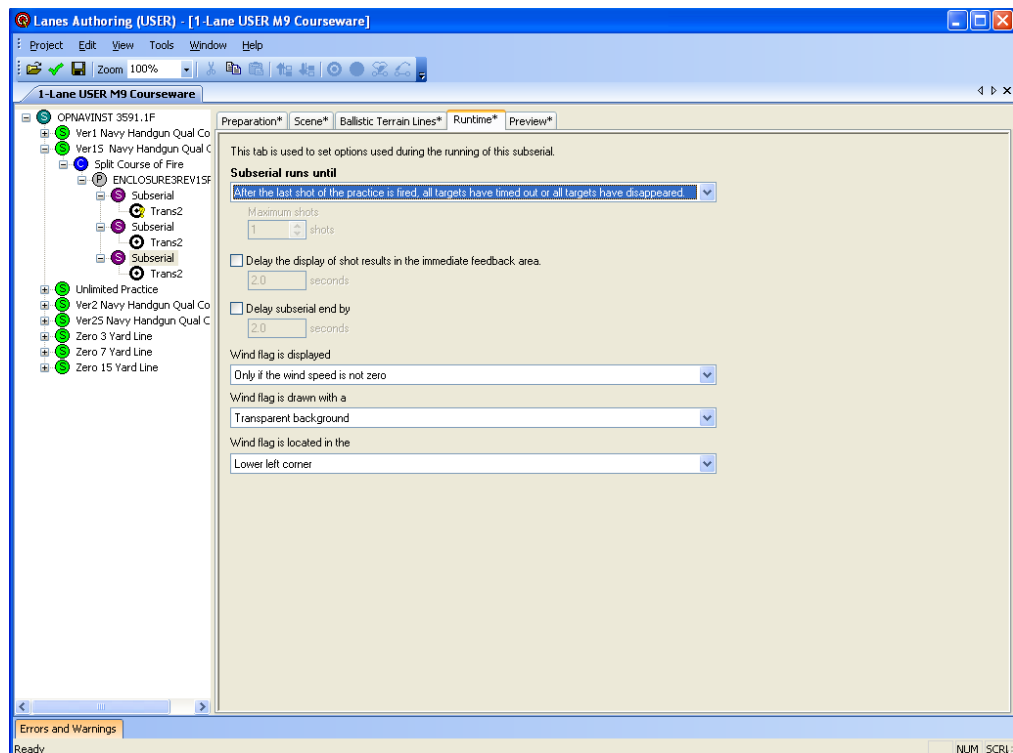 Lanes Authoring (USER) - [1-Lane USER M9 Courseware]
Project Edit View Tools Window Help
Zoom 100%
1-Lane USER M9 Courseware
OPNAVINST 3591.1F
Ver1 Navy Handgun Qual Co
Ver1S Navy Handgun Qual C
Split Course of Fire
ENCLOSURE3REV1SF
Subserial
Trans2
Subserial
Trans2
Subserial
Trans2
Unlimited Practice
Ver2 Navy Handgun Qual Co
Ver2S Navy Handgun Qual C
Zero 3 Yard Line
Zero 7 Yard Line
Zero 15 Yard Line
Preparation* Scene* Ballistic Terrain Lines* Runtime* Preview*
This tab is used to set options used during the running of this subserial.
Subserial runs until
After the last shot of the practice is fired, all targets have timed out or all targets have disappeared.
Maximum shots
1 shots
Delay the display of shot results in the immediate feedback area.
2.0 seconds
Delay subserial end by
2.0 seconds
Wind flag is displayed
Only if the wind speed is not zero
Wind flag is drawn with a
Transparent background
Wind flag is located in the
Lower left corner
Errors and Warnings
Ready NUM SCRL